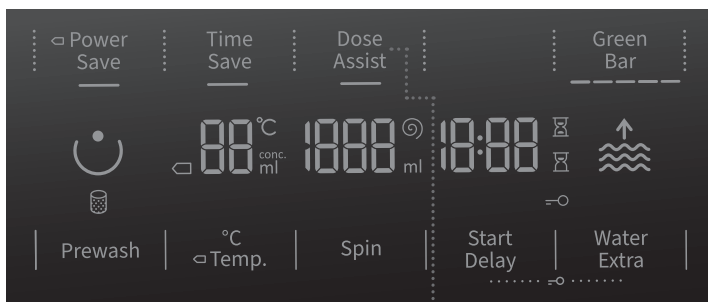 Power
Save
Time
Save
Dose
Assist
Green
Bar
88
°C
conc.
ml
1888
ml
18:88
Prewash
°C
Temp.
Spin
Start
Delay
Water
Extra